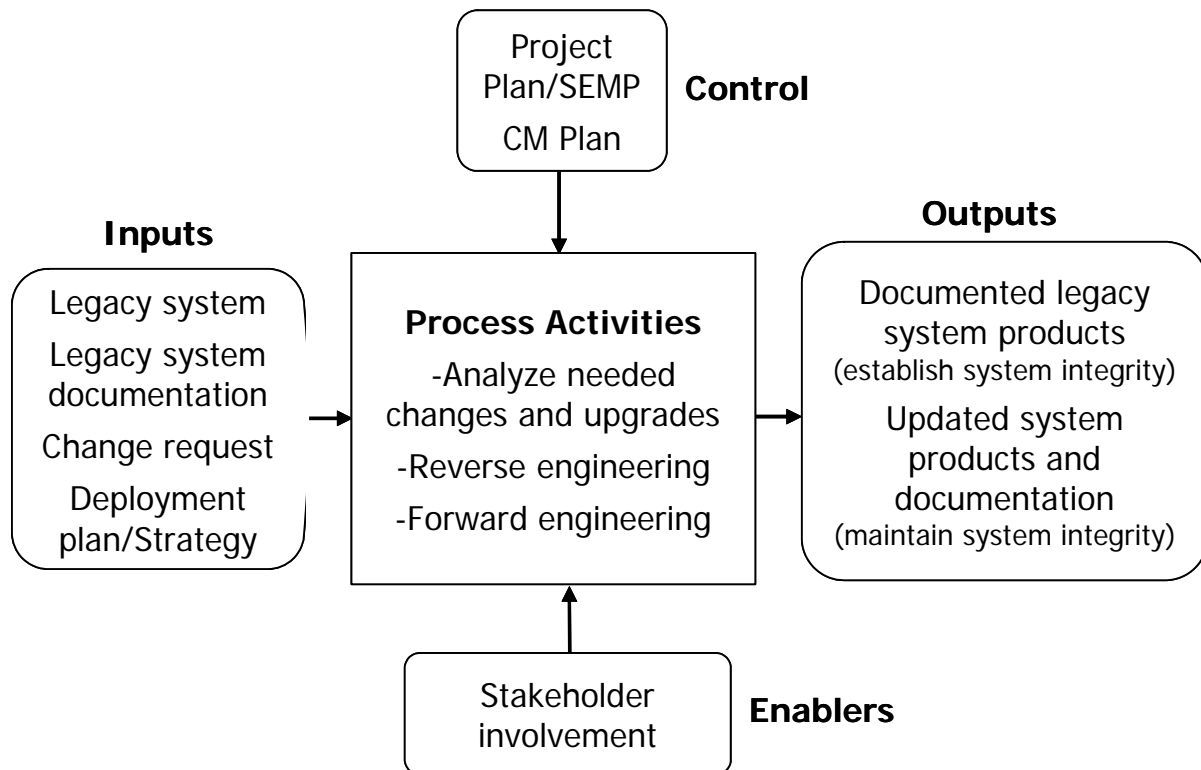 Project
Plan/SEMP
CM Plan
Control
Inputs
Legacy system
Legacy system
documentation
Change request
Deployment
plan/Strategy
Process Activities
-Analyze needed
changes and upgrades
-Reverse engineering
-Forward engineering
Outputs
Documented legacy
system products
(establish system integrity)
Updated system
products and
documentation
(maintain system integrity)
Stakeholder
involvement
Enablers